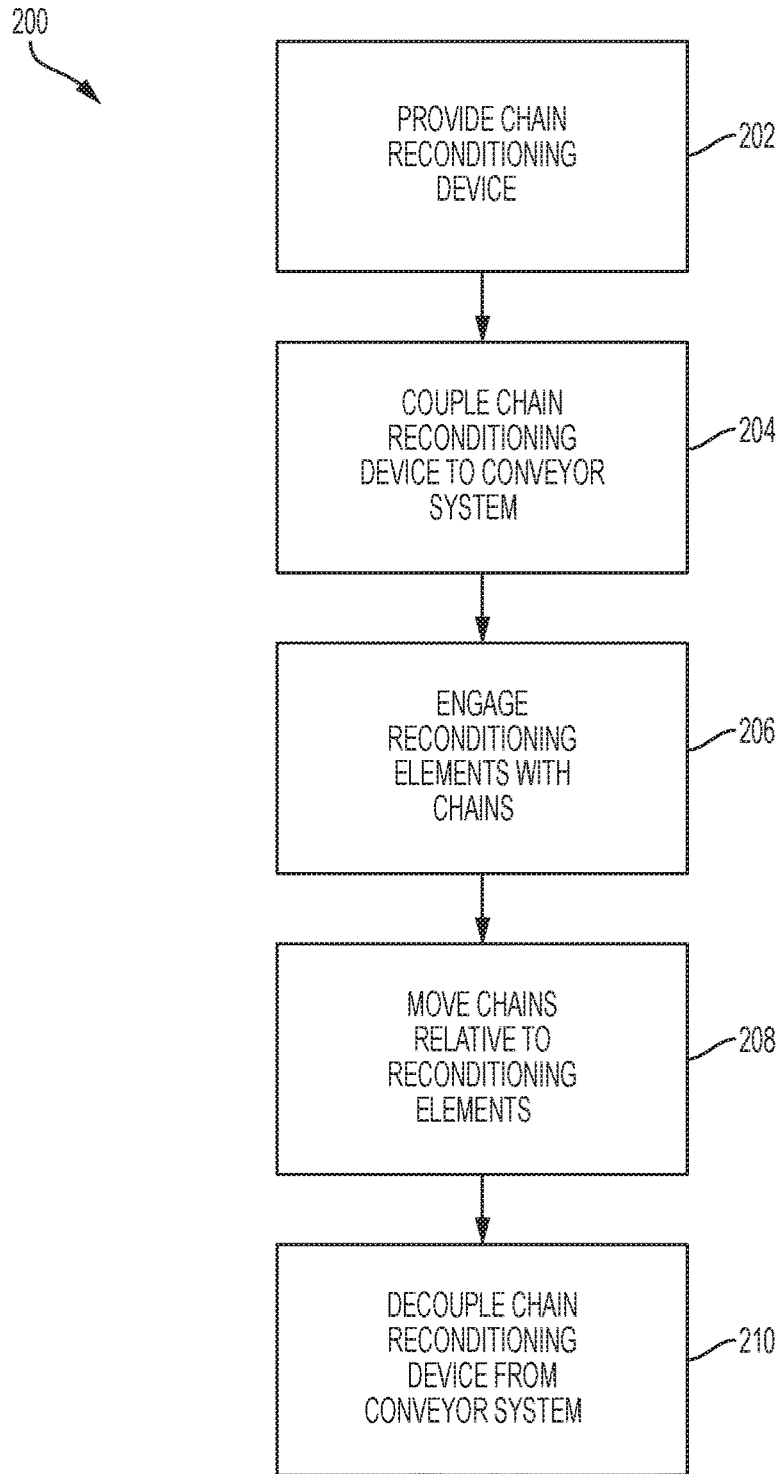 200
PROVIDE CHAIN
RECONDITIONING
DEVICE
202
COUPLE CHAIN
RECONDITIONING
DEVICE TO CONVEYOR
SYSTEM
204
ENGAGE
RECONDITIONING
ELEMENTS WITH
CHAINS
206
MOVE CHAINS
RELATIVE TO
RECONDITIONING
ELEMENTS
208
DECOUPLE CHAIN
RECONDITIONING
DEVICE FROM
CONVEYOR SYSTEM
210